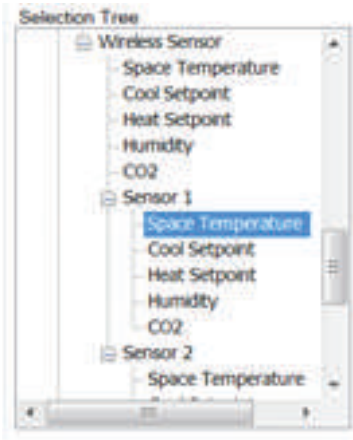 Selection Tree
Wireless Sensor
Space Temperature
Cool Setpoint
Heat Setpoint
Humidity
CO2
Sensor 1
Space Temperature
Cool Setpoint
Heat Setpoint
Humidity
CO2
Sensor 2
Space Temperature